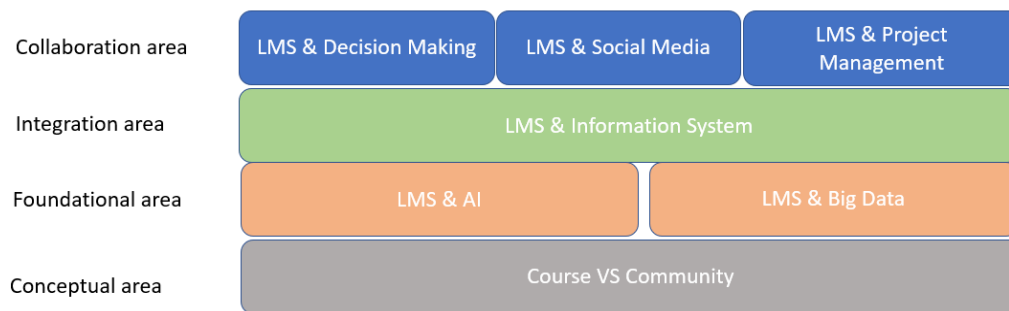 Collaboration area
LMS & Decision Making
LMS & Social Media
LMS & Project
Management
Integration area
LMS & Information System
Foundational area
LMS & AI
LMS & Big Data
Conceptual area
Course VS Community